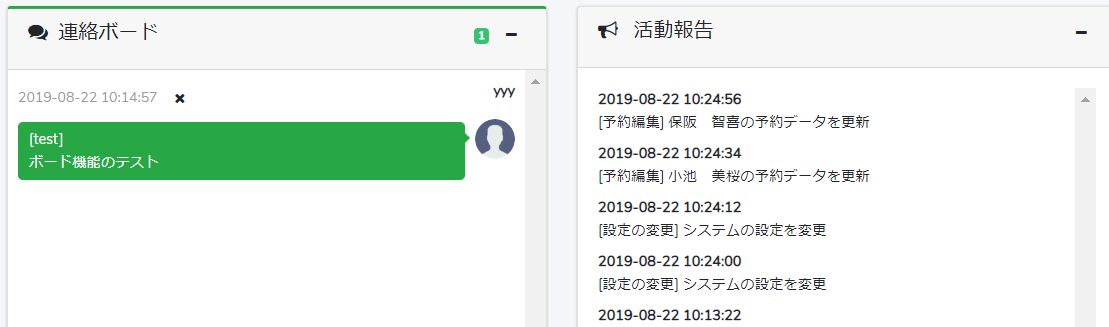 連絡ボード
1
2019-08-22 10:14:57
yyy
[test]
ボード機能のテスト
活動報告
2019-08-22 10:24:56
[予約編集] 保阪　智喜の予約データを更新
2019-08-22 10:24:34
[予約編集] 小池　美桜の予約データを更新
2019-08-22 10:24:12
[設定の変更] システムの設定を変更
2019-08-22 10:24:00
[設定の変更] システムの設定を変更
2019-08-22 10:13:22